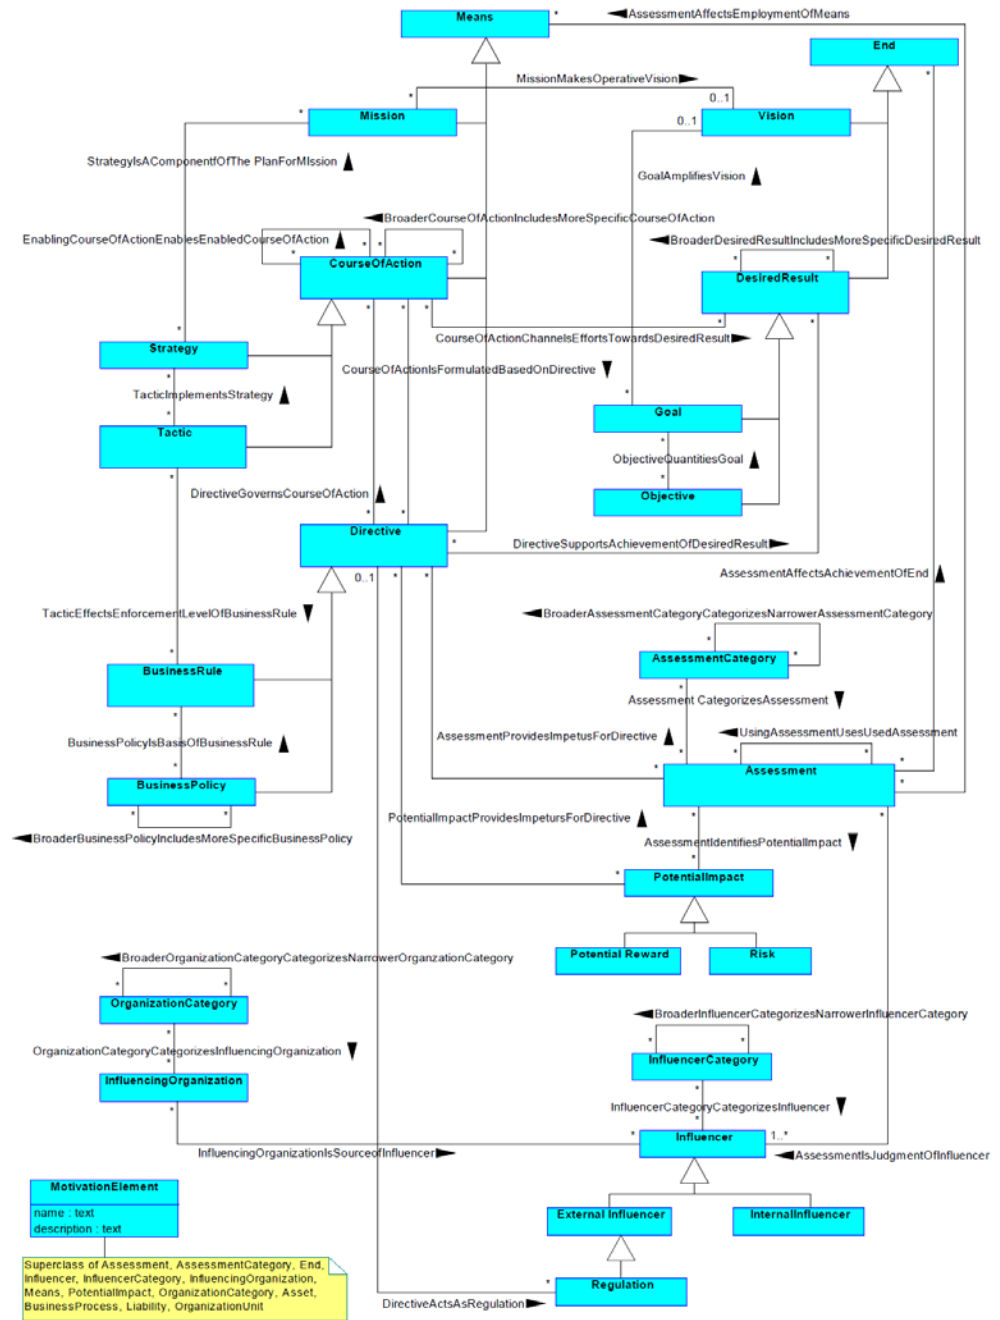 Means
* ◄AssessmentAffectsEmploymentOfMeans
End
*
MissionMakesOperativeVision►
* 0..1
* Mission 0..1 Vision
StrategyIsAComponentfOfThe PlanForMIssion ▲
GoalAmplifiesVision ▲
◄BroaderCourseOfActionIncludesMoreSpecificCourseOfAction
EnablingCourseOfActionEnablesEnabledCourseOfAction ▲ * *
◄BroaderDesiredResultIncludesMoreSpecificDesiredResult
* * * *
CourseOfAction
DesiredResult
* * * *
CourseOfActionChannelsEffortsTowardsDesiredResult►
*
Strategy
*
CourseOfActionIsFormulatedBasedOnDirective ▼
TacticImplementsStrategy ▲
* *
Goal
Tactic
*
ObjectiveQuantitiesGoal ▲
* *
Objective
DirectiveGovernsCourseOfAction ▲
* *
Directive
*
DirectiveSupportsAchievementOfDesiredResult►
0..1 * *
AssessmentAffectsAchievementOfEnd ▲
TacticEffectsEnforcementLevelOfBusinessRule ▼
◄BroaderAssessmentCategoryCategorizesNarrowerAssessmentCategory
*
* AssessmentCategory *
BusinessRule
*
Assessment CategorizesAssessment ▼
*
BusinessPolicyIsBasisOfBusinessRule ▲
AssessmentProvidesImpetusForDirective ▲
◄UsingAssessmentUsesUsedAssessment
* * * * *
* Assessment *
BusinessPolicy
* *
PotentialImpactProvidesImpetursForDirective ▲
* *
◄BroaderBusinessPolicyIncludesMoreSpecificBusinessPolicy
AssessmentIdentifiesPotentialImpact ▼
*
* PotentialImpact
Potential Reward Risk
◄BroaderOrganizationCategoryCategorizesNarrowerOrganzationCategory
* *
OrganizationCategory
*
◄BroaderInfluencerCategorizesNarrowerInfluencerCategory
* *
OrganizationCategoryCategorizesInfluencingOrganization ▼
*
InfluencerCategory
InfluencingOrganization
*
*
InfluencerCategoryCategorizesInfluencer ▼
*
* Influencer 1..*
InfluencingOrganizationIsSourceofInfluencer►
◄AssessmentIsJudgmentOfInfluencer
MotivationElement
name : text
description : text
External Influencer InternalInfluencer
Superclass of Assessment, AssessmentCategory, End,
Influencer, InfluencerCategory, InfluencingOrganization,
Means, PotentialImpact, OrganizationCategory, Asset,
BusinessProcess, Liability, OrganizationUnit
* Regulation
DirectiveActsAsRegulation►